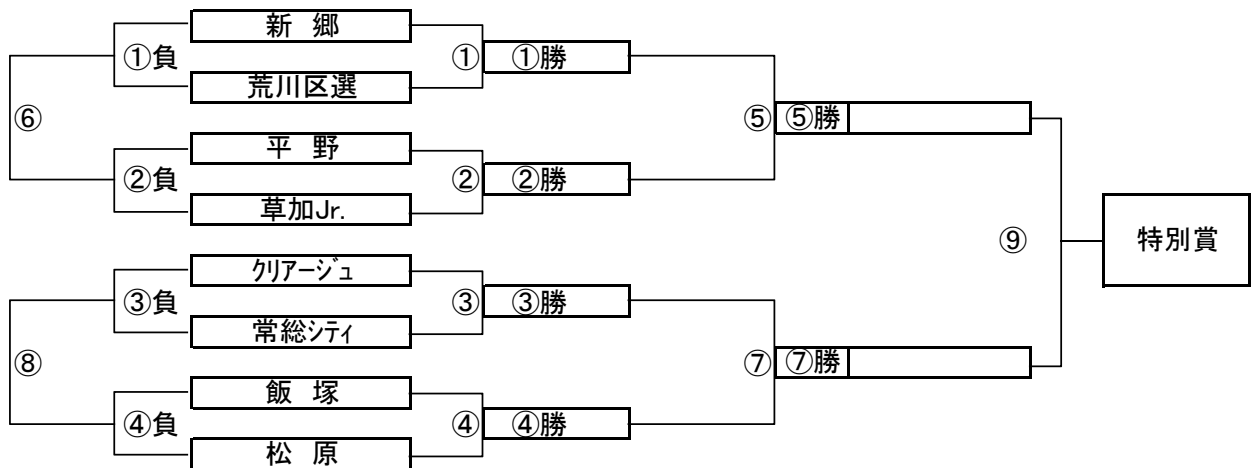 新 郷
①負 ① ①勝
荒川区選
⑥ ⑤ ⑤勝
平 野
②負 ② ②勝
草加Jr.
⑨ 特別賞
ｸﾘｱｰｼﾞｭ
③負 ③ ③勝
常総ｼﾃｨ
⑧ ⑦ ⑦勝
飯 塚
④負 ④ ④勝
松 原